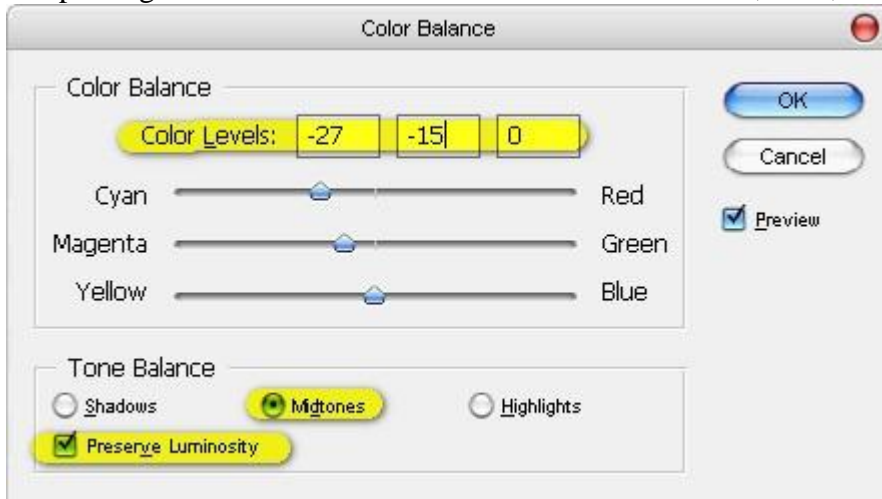 Color Balance
Color Balance
Color Levels: -27 -15 0
OK
Cancel
Cyan Red
Preview
Magenta Green
Yellow Blue
Tone Balance
Shadows Midtones Highlights
Preserve Luminosity